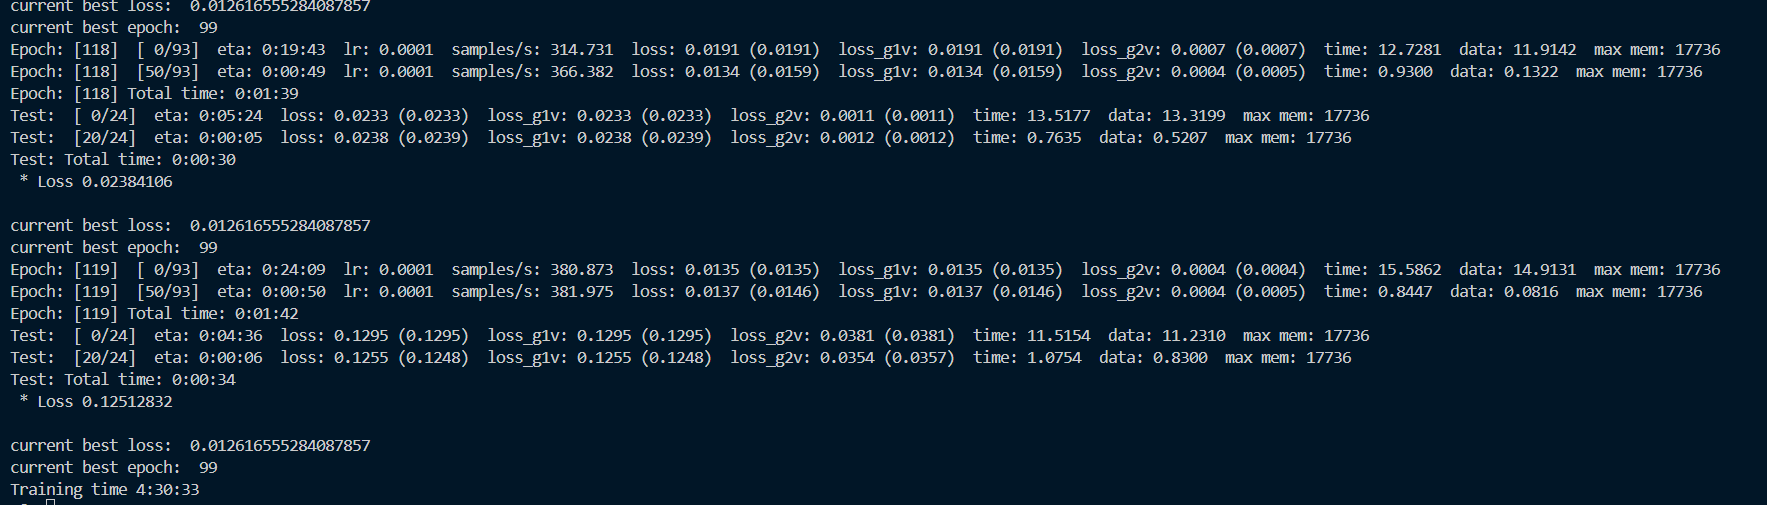 current best loss:  0.012616555284087857
current best epoch:  99
Epoch: [118]  [ 0/93]  eta: 0:19:43  lr: 0.0001  samples/s: 314.731  loss: 0.0191 (0.0191)  loss_g1v: 0.0191 (0.0191)  loss_g2v: 0.0007 (0.0007)  time: 12.7281  data: 11.9142  max mem: 17736
Epoch: [118]  [50/93]  eta: 0:00:49  lr: 0.0001  samples/s: 366.382  loss: 0.0134 (0.0159)  loss_g1v: 0.0134 (0.0159)  loss_g2v: 0.0004 (0.0005)  time: 0.9300  data: 0.1322  max mem: 17736
Epoch: [118] Total time: 0:01:39
Test:  [ 0/24]  eta: 0:05:24  loss: 0.0233 (0.0233)  loss_g1v: 0.0233 (0.0233)  loss_g2v: 0.0011 (0.0011)  time: 13.5177  data: 13.3199  max mem: 17736
Test:  [20/24]  eta: 0:00:05  loss: 0.0238 (0.0239)  loss_g1v: 0.0238 (0.0239)  loss_g2v: 0.0012 (0.0012)  time: 0.7635  data: 0.5207  max mem: 17736
Test: Total time: 0:00:30
 * Loss 0.02384106

current best loss:  0.012616555284087857
current best epoch:  99
Epoch: [119]  [ 0/93]  eta: 0:24:09  lr: 0.0001  samples/s: 380.873  loss: 0.0135 (0.0135)  loss_g1v: 0.0135 (0.0135)  loss_g2v: 0.0004 (0.0004)  time: 15.5862  data: 14.9131  max mem: 17736
Epoch: [119]  [50/93]  eta: 0:00:50  lr: 0.0001  samples/s: 381.975  loss: 0.0137 (0.0146)  loss_g1v: 0.0137 (0.0146)  loss_g2v: 0.0004 (0.0005)  time: 0.8447  data: 0.0816  max mem: 17736
Epoch: [119] Total time: 0:01:42
Test:  [ 0/24]  eta: 0:04:36  loss: 0.1295 (0.1295)  loss_g1v: 0.1295 (0.1295)  loss_g2v: 0.0381 (0.0381)  time: 11.5154  data: 11.2310  max mem: 17736
Test:  [20/24]  eta: 0:00:06  loss: 0.1255 (0.1248)  loss_g1v: 0.1255 (0.1248)  loss_g2v: 0.0354 (0.0357)  time: 1.0754  data: 0.8300  max mem: 17736
Test: Total time: 0:00:34
 * Loss 0.12512832

current best loss:  0.012616555284087857
current best epoch:  99
Training time 4:30:33